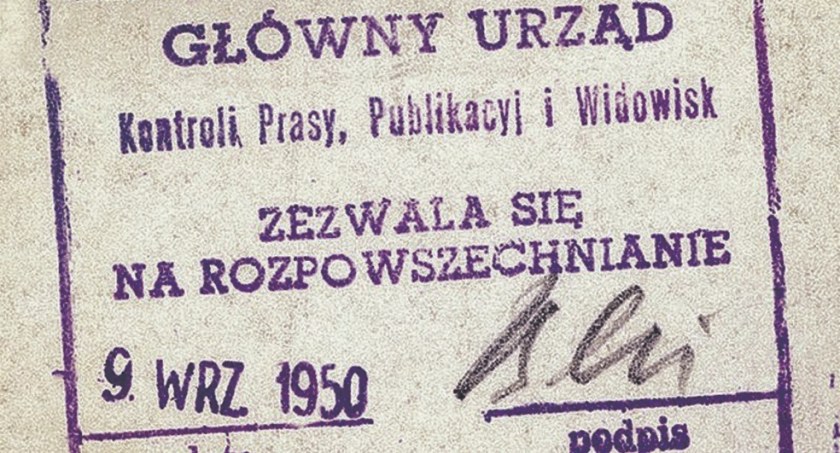 GŁÓWNY URZĄD
Kontroli Prasy, Publikacyj i Widowisk
ZEZWALA SIĘ
NA ROZPOWSZECHNIANIE
9. WRZ. 1950
podpis